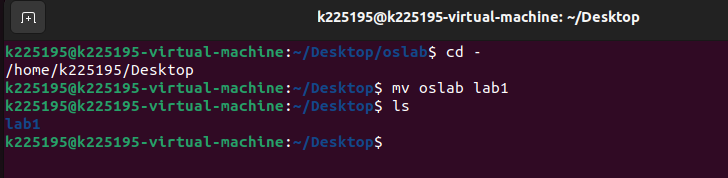 k225195@k225195-virtual-machine: ~/Desktop
k225195@k225195-virtual-machine:~/Desktop/oslab$ cd -
/home/k225195/Desktop
k225195@k225195-virtual-machine:~/Desktop$ mv oslab lab1
k225195@k225195-virtual-machine:~/Desktop$ ls
lab1
k225195@k225195-virtual-machine:~/Desktop$